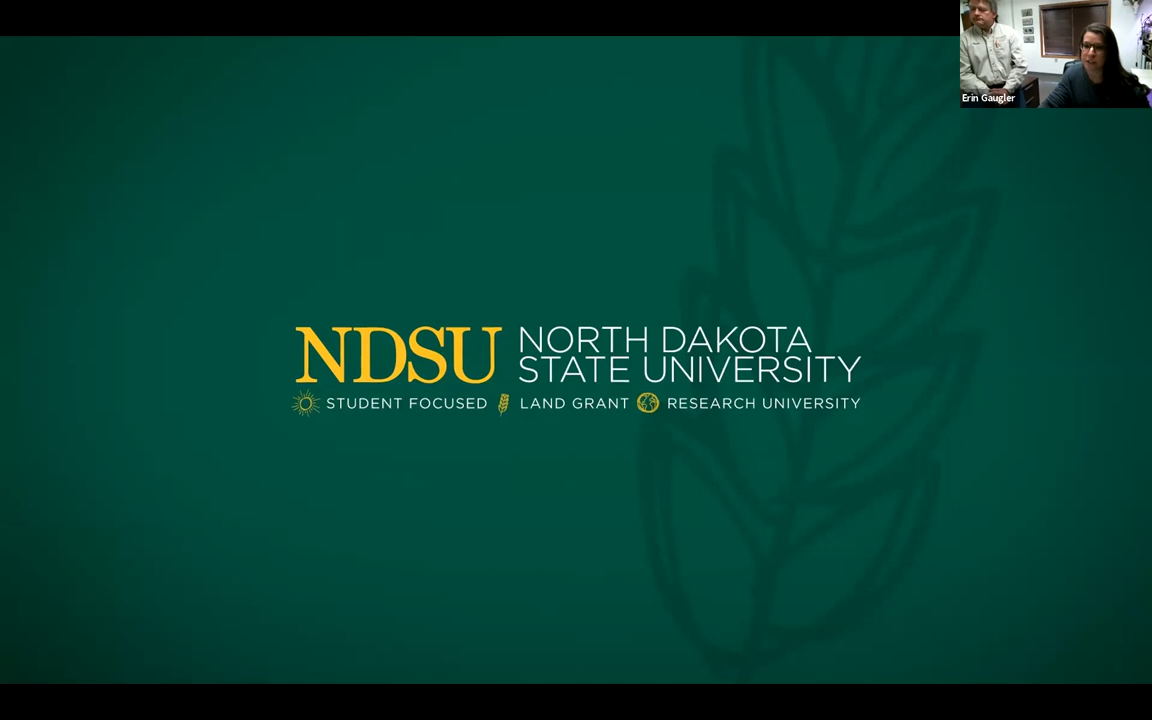 Erin Gaugler
NDSU NORTH DAKOTA
STATE UNIVERSITY
STUDENT FOCUSED LAND GRANT RESEARCH UNIVERSITY